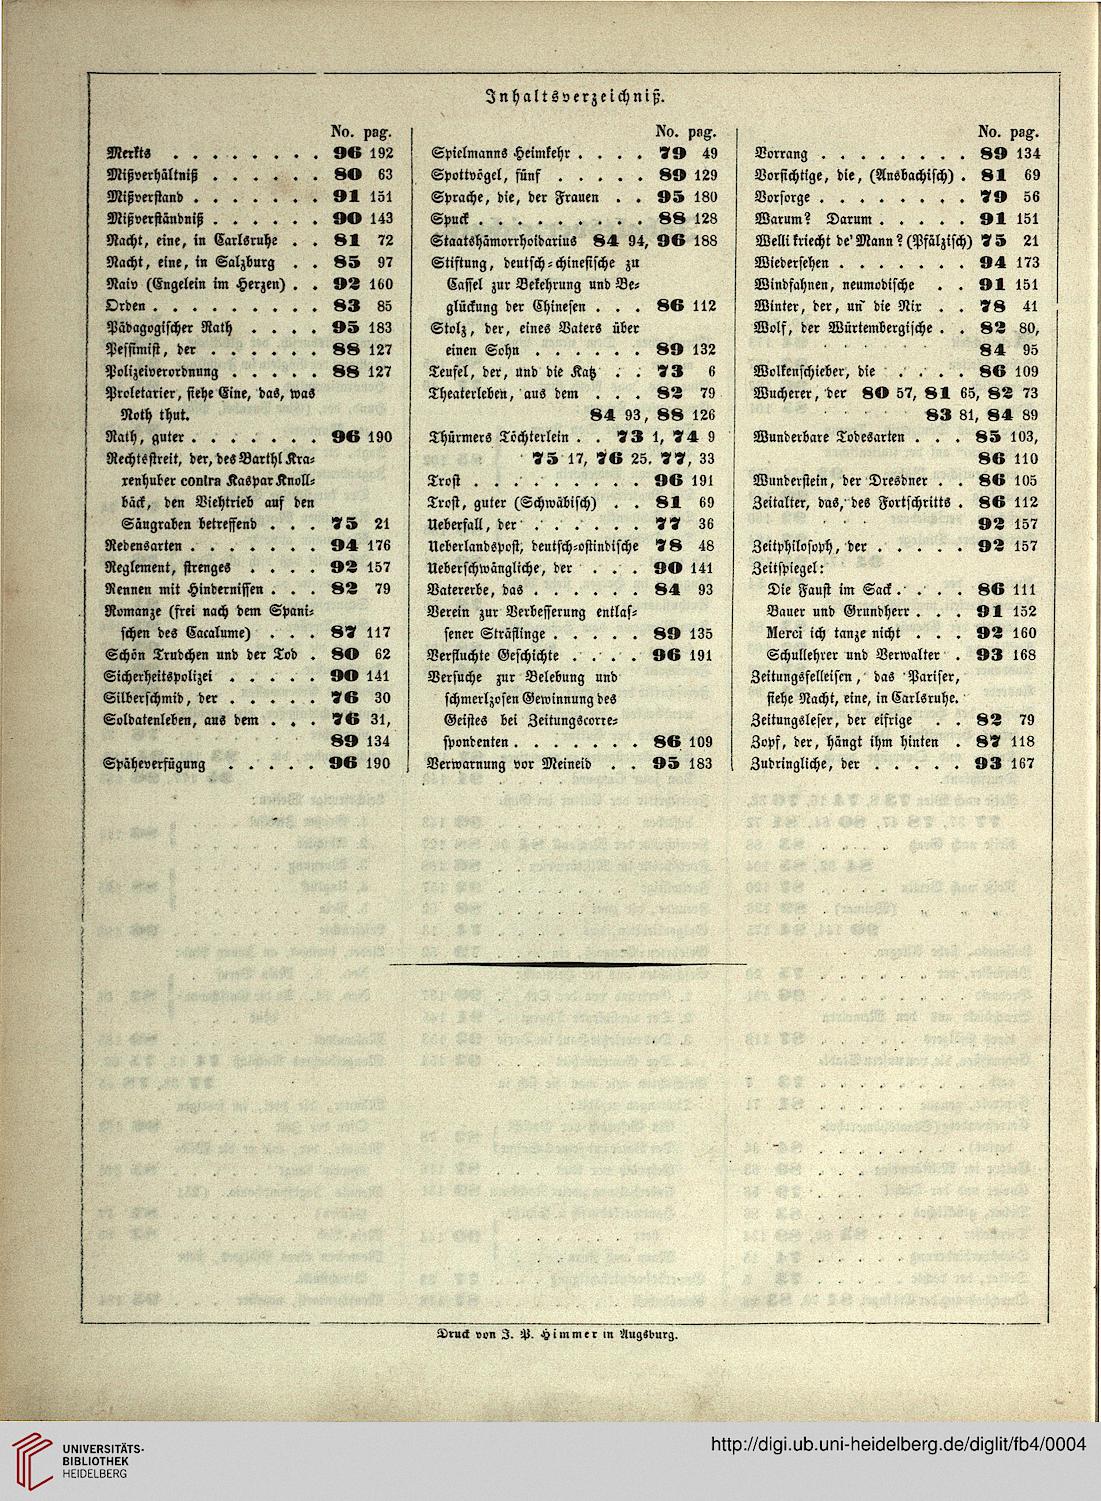 Inhaltsverzeichniß.
No. pag.
Merkts . . . . . . . . 96 192
Mißverhältniß . . . . . . 80 63
Mißverstand . . . . . . . 91 151
Mißverständniß . . . . . . 90 143
Nacht, eine, in Carlsruhe . . 81 72
Nacht, eine, in Salzburg . . 85 97
Naiv (Engelein im Herzen) . . 92 160
Orden . . . . . . . . . 83 85
Pädagogischer Rath . . . . 95 183
Pessimist, der . . . . . . 88 127
Polizeiverordnung . . . . . 88 127
Proletarier, siehe Eine, das, was
Noth thut.
Rath, guter . . . . . . . 96 190
Rechtsstreit, der, des Barthl Kra=
xenhuber contra Kaspar Knoll=
bäck, den Viehtrieb auf den
Säugraben betreffend . . . 75 21
Redensarten . . . . . . . 94 176
Reglement, strenges . . . . 92 157
Rennen mit Hindernissen . . . 82 79
Romanze (frei nach dem Spani=
schen des Cacalume) . . . 87 117
Schön Trudchen und der Tod . 80 62
Sicherheitspolizei . . . . . 90 141
Silberschmid, der . . . . . 76 30
Soldatenleben, aus dem . . . 76 31,
89 134
Späheverfügung . . . . . 96 190
No. pag.
Spielmanns Heimkehr . . . . 79 49
Spottvögel, fünf . . . . . 89 129
Sprache, die, der Frauen . . 95 180
Spuck . . . . . . . . . 88 128
Staatshämorrhoidarius 84 94, 96 188
Stiftung, deutsch=chinesische zu
Cassel zur Bekehrung und Be=
glückung der Chinesen . . . 86 112
Stolz, der, eines Vaters über
einen Sohn . . . . . . 89 132
Teufel, der, und die Katz . . 73 6
Theaterleben, aus dem . . . 82 79
84 93, 88 126
Thürmers Töchterlein . . 73 1, 74 9
75 17, 76 25. 77, 33
Trost . . . . . . . . . 96 191
Trost, guter (Schwäbisch) . . 81 69
Ueberfall, der . . . . . . 77 36
Ueberlandspost, deutsch=ostindische 78 48
Ueberschwängliche, der . . . 90 141
Vatererbe, das . . . . . . 84 93
Verein zur Verbesserung entlas=
sener Sträflinge . . . . . 89 135
Verfluchte Geschichte . . . . 96 191
Versuche zur Belebung und
schmerlzosen Gewinnung des
Geistes bei Zeitungscorre=
spondenten . . . . . . . 86 109
Verwarnung vor Meineid . . 95 183
No. pag.
Vorrang . . . . . . . . 89 134
Vorsichtige, die, (Ansbachisch) . 81 69
Vorsorge . . . . . . . . 79 56
Warum? Darum . . . . . 91 151
Welli kriecht de' Mann? (Pfälzisch) 75 21
Wiedersehen . . . . . . . 94 173
Windfahnen, neumodische . . 91 151
Winter, der, un̄ die Nix . . 78 41
Wolf, der Würtembergische . . 82 80,
84 95
Wolkenschieber, die . . . . 86 109
Wucherer, der 80 57, 81 65, 82 73
83 81, 84 89
Wunderbare Todesarten . . . 85 103,
86 110
Wunderstein, der Dresdner . . 86 105
Zeitalter, das, des Fortschritts . 86 112
92 157
Zeitphilosoph, der . . . . . 92 157
Zeitspiegel:
Die Faust im Sack . . . . 86 111
Bauer und Grundherr . . . 91 152
Merci ich tanze nicht . . . 92 160
Schullehrer und Verwalter . 93 168
Zeitungsfelleisen, das Pariser,
siehe Nacht, eine, in Carlsruhe.
Zeitungsleser, der eifrige . . 82 79
Zopf, der, hängt ihm hinten . 87 118
Zudringliche, der . . . . . 93 167
Druck von J. P. Himmer in Augsburg.
UNIVERSITÄTS-
BIBLIOTHEK
HEIDELBERG
http://digi.ub.uni-heidelberg.de/diglit/fb4/0004